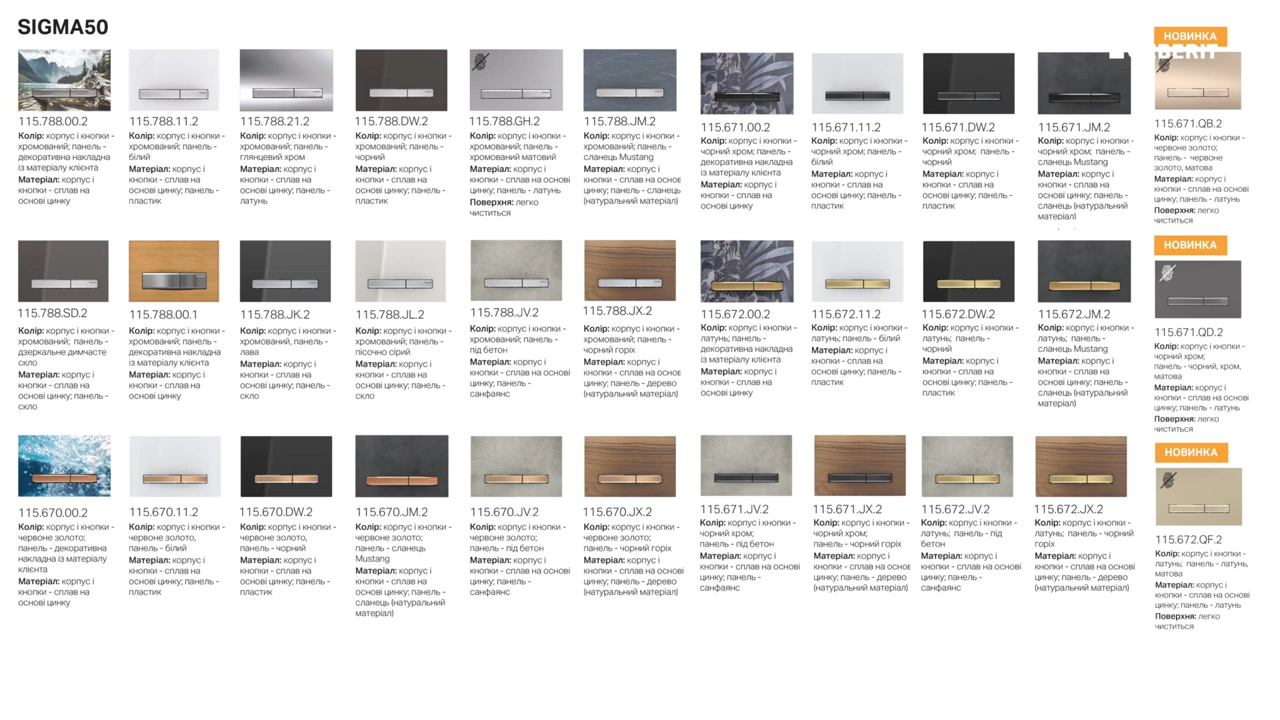 SIGMA50
115.788.00.2
Колір: корпус і кнопки -
хромований; панель -
декоративна накладна
із матеріалу клієнта
Матеріал: корпус і
кнопки - сплав на
основі цинку
115.788.11.2
Колір: корпус і кнопки -
хромований; панель -
білий
Матеріал: корпус і
кнопки - сплав на
основі цинку; панель -
пластик
115.788.21.2
Колір: корпус і кнопки -
хромований; панель -
глянцевий хром
Матеріал: корпус і
кнопки - сплав на
основі цинку; панель -
латунь
115.788.DW.2
Колір: корпус і кнопки -
хромований; панель -
чорний
Матеріал: корпус і
кнопки - сплав на
основі цинку; панель -
пластик
115.788.GH.2
Колір: корпус і кнопки -
хромований; панель -
хромований матовий
Матеріал: корпус і
кнопки - сплав на основі
цинку; панель - латунь
Поверхня: легко
чиститься
115.788.JM.2
Колір: корпус і кнопки -
хромований; панель -
сланець Mustang
Матеріал: корпус і
кнопки - сплав на основі
цинку; панель - сланець
(натуральний матеріал)
115.671.00.2
Колір: корпус і кнопки -
чорний хром; панель -
декоративна накладна
із матеріалу клієнта
Матеріал: корпус і
кнопки - сплав на
основі цинку
115.671.11.2
Колір: корпус і кнопки -
чорний хром; панель -
білий
Матеріал: корпус і
кнопки - сплав на
основі цинку; панель -
пластик
115.671.DW.2
Колір: корпус і кнопки -
чорний хром; панель -
чорний
Матеріал: корпус і
кнопки - сплав на
основі цинку; панель -
пластик
115.671.JM.2
Колір: корпус і кнопки -
чорний хром; панель -
сланець Mustang
Матеріал: корпус і
кнопки - сплав на
основі цинку; панель -
сланець (натуральний
матеріал)
НОВИНКА
115.671.QB.2
Колір: корпус і кнопки -
червоне золото;
панель - червоне
золото, матова
Матеріал: корпус і
кнопки - сплав на основі
цинку; панель - латунь
Поверхня: легко
чиститься
115.788.SD.2
Колір: корпус і кнопки -
хромований; панель -
дзеркальне димчасте
скло
Матеріал: корпус і
кнопки - сплав на
основі цинку; панель -
скло
115.788.00.1
Колір: корпус і кнопки -
хромований; панель -
декоративна накладна
із матеріалу клієнта
Матеріал: корпус і
кнопки - сплав на
основі цинку
115.788.JK.2
Колір: корпус і кнопки -
хромований; панель -
лава
Матеріал: корпус і
кнопки - сплав на
основі цинку; панель -
скло
115.788.JL.2
Колір: корпус і кнопки -
хромований; панель -
пісочно сірий
Матеріал: корпус і
кнопки - сплав на
основі цинку; панель -
скло
115.788.JV.2
Колір: корпус і кнопки -
хромований; панель -
під бетон
Матеріал: корпус і
кнопки - сплав на основі
цинку; панель -
санфаянс
115.788.JX.2
Колір: корпус і кнопки -
хромований; панель -
чорний горіх
Матеріал: корпус і
кнопки - сплав на основі
цинку; панель - дерево
(натуральний матеріал)
115.672.00.2
Колір: корпус і кнопки -
латунь; панель -
декоративна накладна
із матеріалу клієнта
Матеріал: корпус і
кнопки - сплав на
основі цинку
115.672.11.2
Колір: корпус і кнопки -
латунь; панель - білий
Матеріал: корпус і
кнопки - сплав на
основі цинку; панель -
пластик
115.672.DW.2
Колір: корпус і кнопки -
латунь; панель -
чорний
Матеріал: корпус і
кнопки - сплав на
основі цинку; панель -
пластик
115.672.JM.2
Колір: корпус і кнопки -
латунь; панель -
сланець Mustang
Матеріал: корпус і
кнопки - сплав на
основі цинку; панель -
сланець (натуральний
матеріал)
НОВИНКА
115.671.QD.2
Колір: корпус і кнопки -
чорний хром;
панель - чорний, хром,
матова
Матеріал: корпус і
кнопки - сплав на основі
цинку; панель - латунь
Поверхня: легко
чиститься
115.670.00.2
Колір: корпус і кнопки -
червоне золото;
панель - декоративна
накладна із матеріалу
клієнта
Матеріал: корпус і
кнопки - сплав на
основі цинку
115.670.11.2
Колір: корпус і кнопки -
червоне золото,
панель - білий
Матеріал: корпус і
кнопки - сплав на
основі цинку; панель -
пластик
115.670.DW.2
Колір: корпус і кнопки -
червоне золото,
панель - чорний
Матеріал: корпус і
кнопки - сплав на
основі цинку; панель -
пластик
115.670.JM.2
Колір: корпус і кнопки -
червоне золото;
панель - сланець
Mustang
Матеріал: корпус і
кнопки - сплав на
основі цинку; панель -
сланець (натуральний
матеріал)
115.670.JV.2
Колір: корпус і кнопки -
червоне золото;
панель - під бетон
Матеріал: корпус і
кнопки - сплав на основі
цинку; панель -
санфаянс
115.670.JX.2
Колір: корпус і кнопки -
червоне золото;
панель - чорний горіх
Матеріал: корпус і
кнопки - сплав на основі
цинку; панель - дерево
(натуральний матеріал)
115.671.JV.2
Колір: корпус і кнопки -
чорний хром;
панель - під бетон
Матеріал: корпус і
кнопки - сплав на основі
цинку; панель -
санфаянс
115.671.JX.2
Колір: корпус і кнопки -
чорний хром;
панель - чорний горіх
Матеріал: корпус і
кнопки - сплав на основі
цинку; панель - дерево
(натуральний матеріал)
115.672.JV.2
Колір: корпус і кнопки -
латунь; панель - під
бетон
Матеріал: корпус і
кнопки - сплав на основі
цинку; панель -
санфаянс
115.672.JX.2
Колір: корпус і кнопки -
латунь; панель - чорний
горіх
Матеріал: корпус і
кнопки - сплав на основі
цинку; панель - дерево
(натуральний матеріал)
НОВИНКА
115.672.QF.2
Колір: корпус і кнопки -
латунь; панель - латунь,
матова
Матеріал: корпус і
кнопки - сплав на основі
цинку; панель - латунь
Поверхня: легко
чиститься